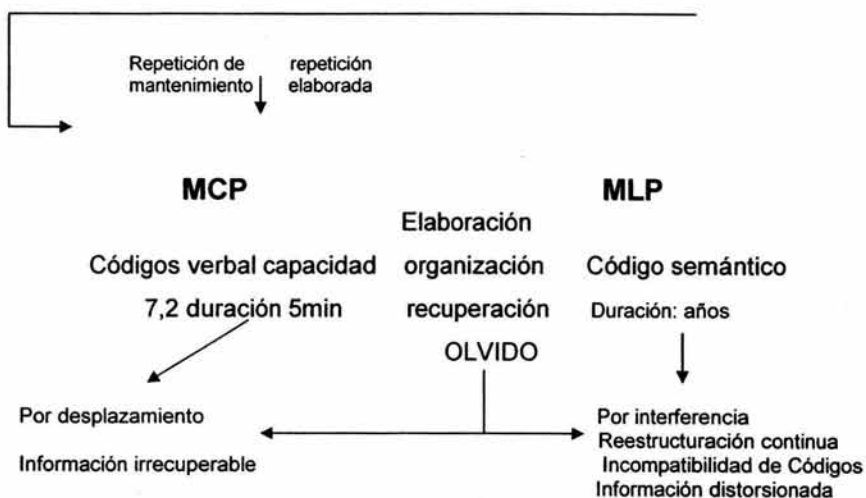 Repetición de repetición
mantenimiento elaborada
MCP MLP
Elaboración
Códigos verbal capacidad organización Código semántico
7,2 duración 5min recuperación Duración: años
OLVIDO
Por desplazamiento
Información irrecuperable
Por interferencia
Reestructuración continua
Incompatibilidad de Códigos
Información distorsionada